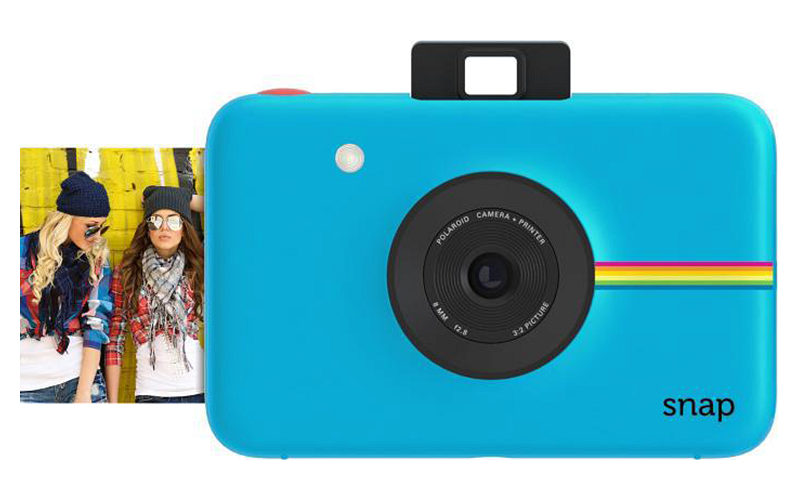 POLAROID CAMERA + PRINTER
8 MM f2.8
3:2 PICTURE
snap